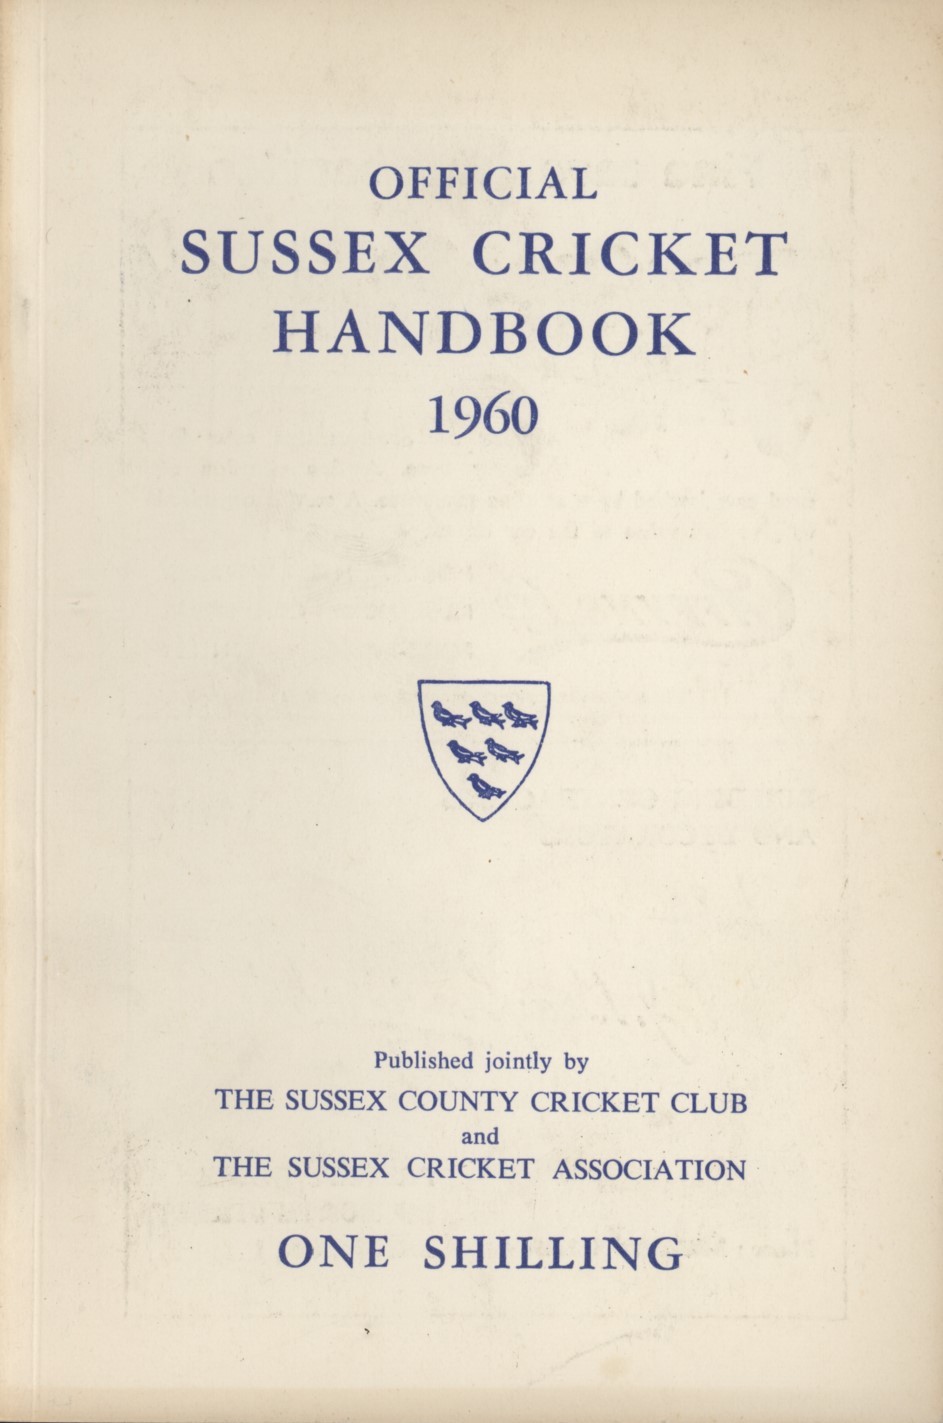 OFFICIAL
SUSSEX CRICKET
HANDBOOK
1960
Published jointly by
THE SUSSEX COUNTY CRICKET CLUB
and
THE SUSSEX CRICKET ASSOCIATION
ONE SHILLING